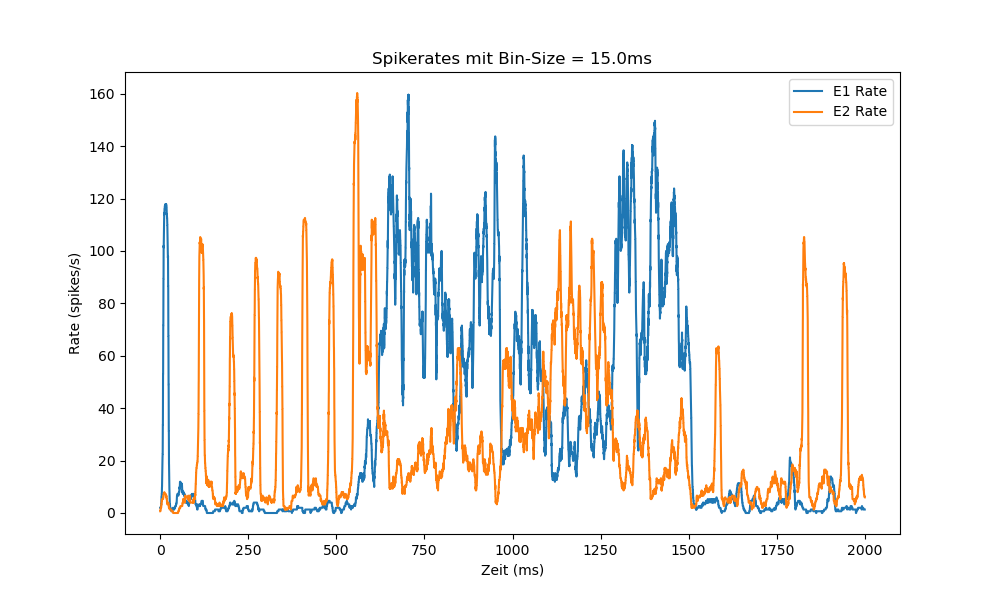 Spikerates mit Bin-Size = 15.0ms
E1 Rate
E2 Rate
160
140
120
100
80
60
40
20
0
Rate (spikes/s)
0 250 500 750 1000 1250 1500 1750 2000
Zeit (ms)